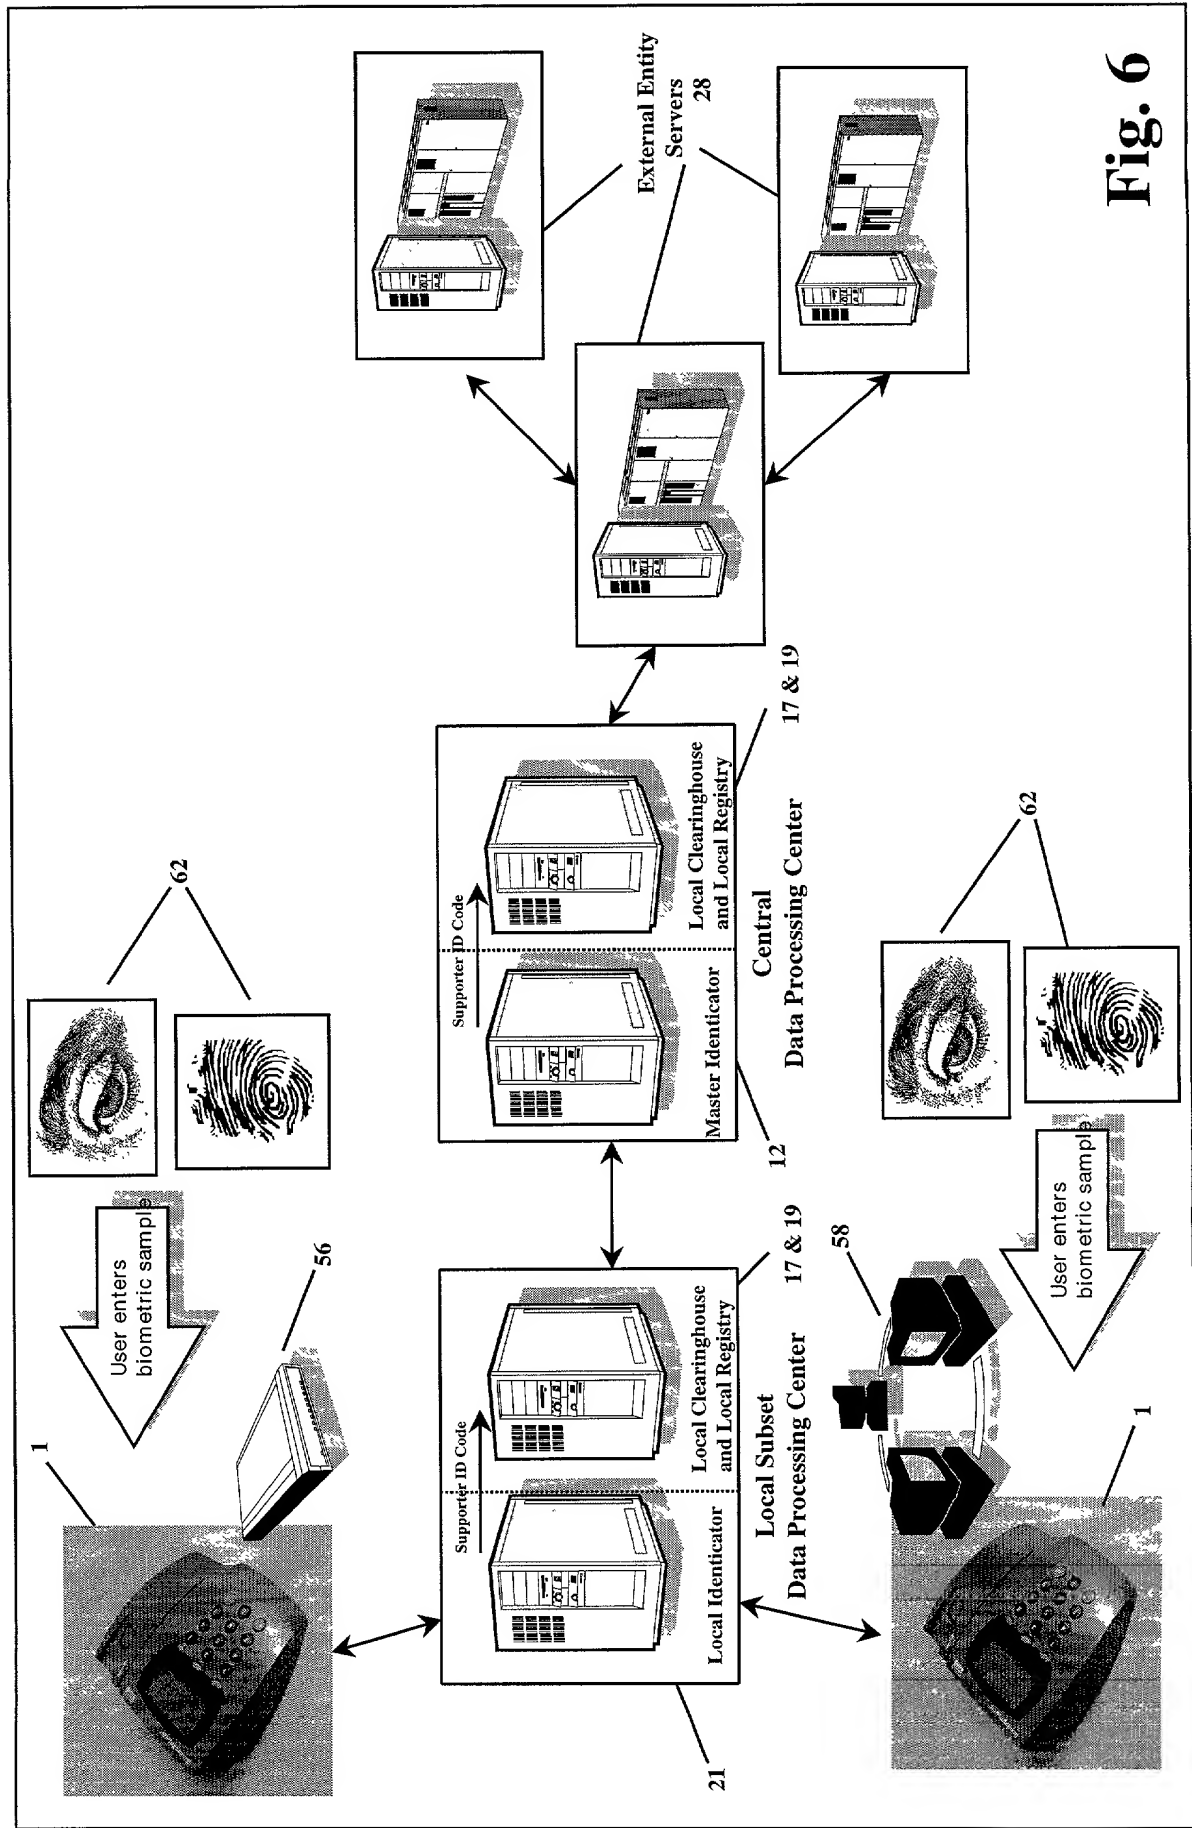 1
56
User enters
biometric sample
62
Supporter ID Code
Local Identicator
Local Clearinghouse
and Local Registry
21
17 & 19
Local Subset
Data Processing Center
Supporter ID Code
Master Identicator
Local Clearinghouse
and Local Registry
12
17 & 19
Central
Data Processing Center
External Entity
Servers
28
58
1
User enters
biometric sample
62
Fig. 6